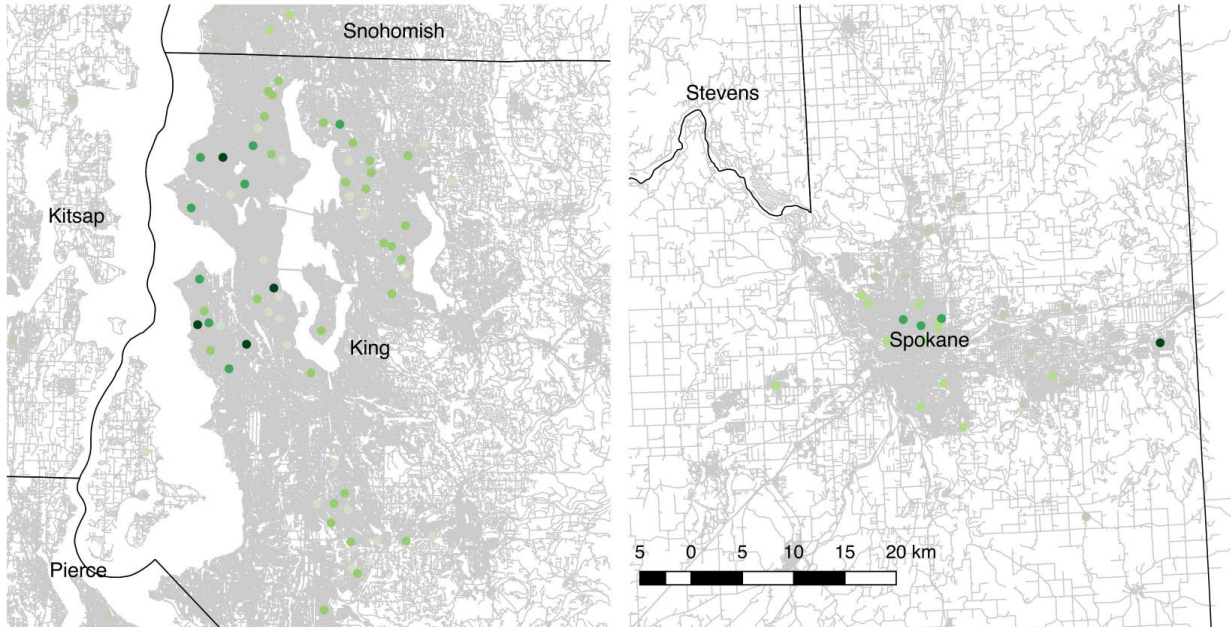 Snohomish
Kitsap
King
Pierce
Stevens
Spokane
5 0 5 10 15 20 km